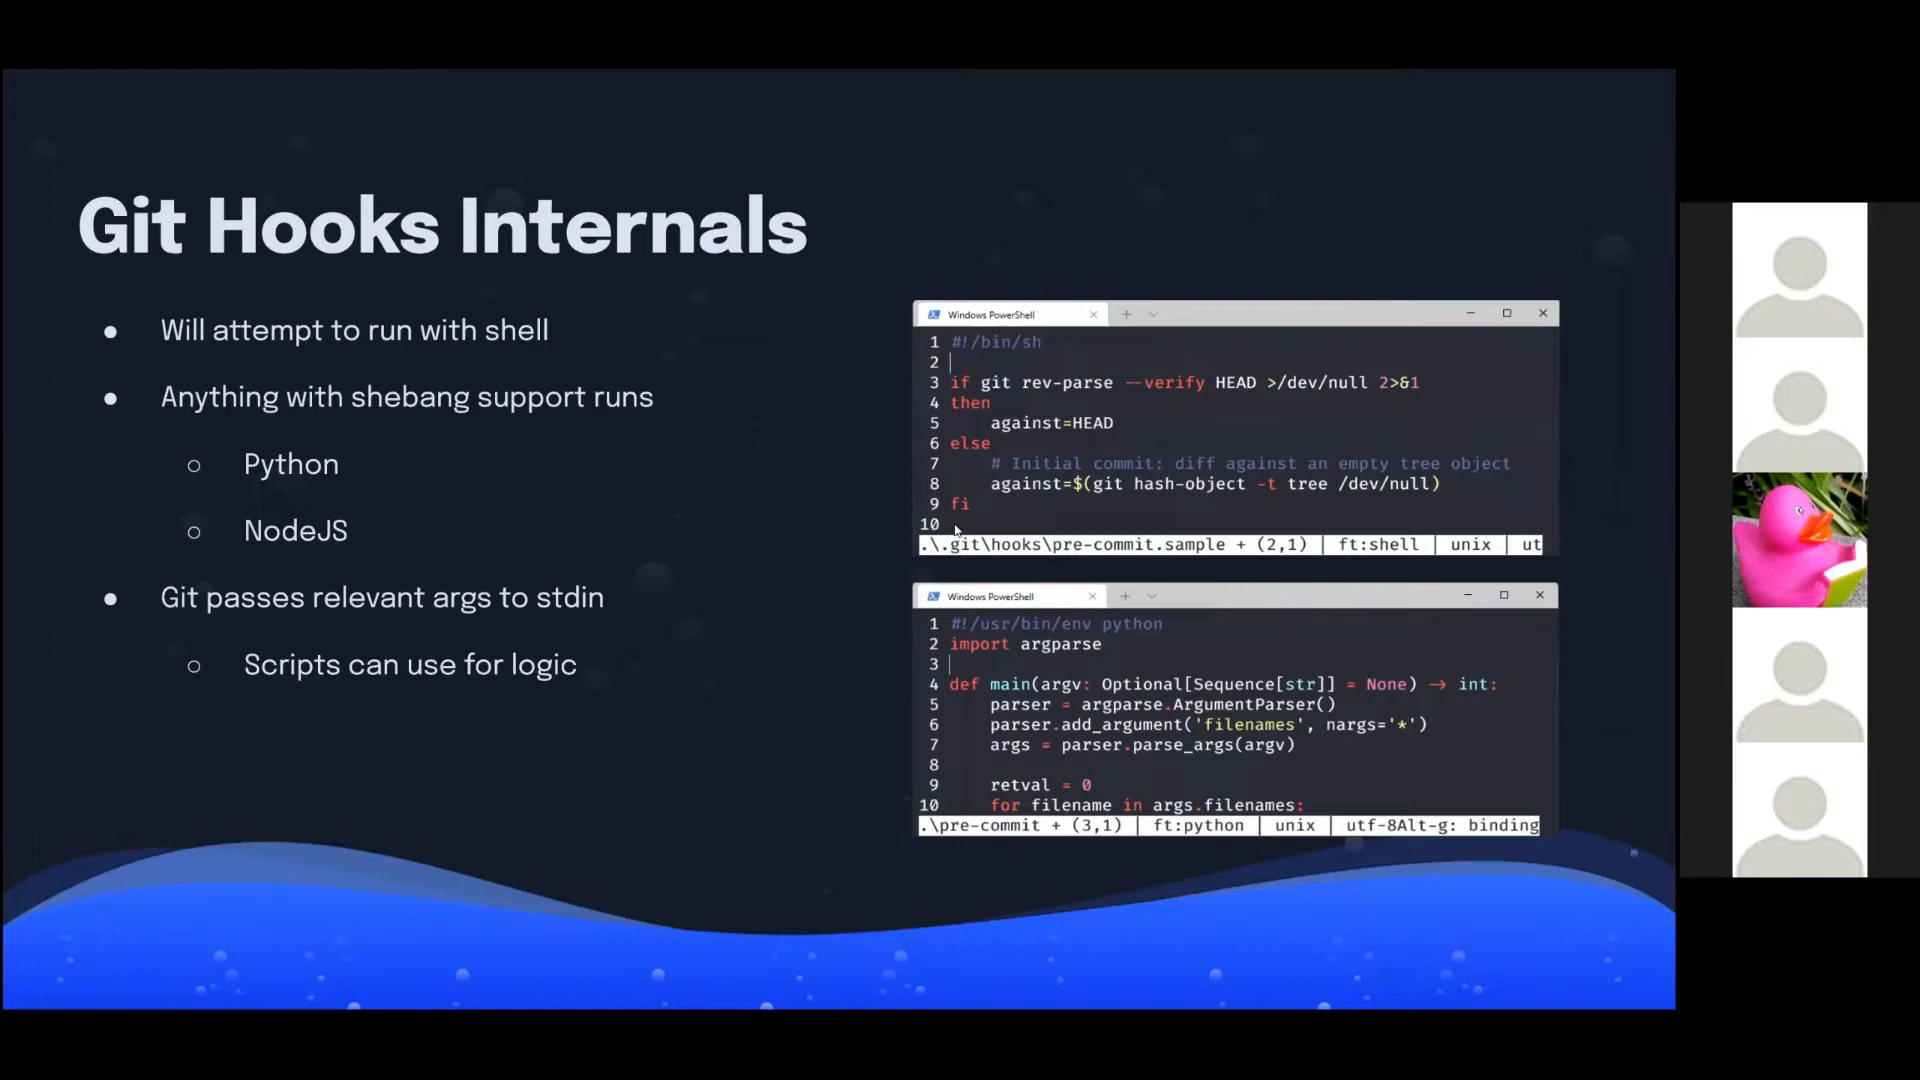 Git Hooks Internals
● Will attempt to run with shell
● Anything with shebang support runs
○ Python
○ NodeJS
● Git passes relevant args to stdin
○ Scripts can use for logic
Windows PowerShell
1 #!/bin/sh
2
3 if git rev-parse --verify HEAD >/dev/null 2>&1
4 then
5     against=HEAD
6 else
7     # Initial commit: diff against an empty tree object
8     against=$(git hash-object -t tree /dev/null)
9 fi
10
.\.git\hooks\pre-commit.sample + (2,1) | ft:shell | unix | ut
Windows PowerShell
1 #!/usr/bin/env python
2 import argparse
3
4 def main(argv: Optional[Sequence[str]] = None) -> int:
5     parser = argparse.ArgumentParser()
6     parser.add_argument('filenames', nargs='*')
7     args = parser.parse_args(argv)
8
9     retval = 0
10     for filename in args.filenames:
.\pre-commit + (3,1) | ft:python | unix | utf-8Alt-g: binding